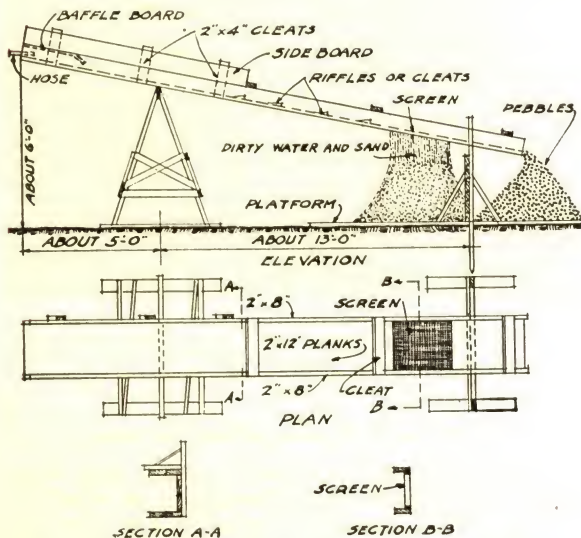 BAFFLE BOARD
2"x4" CLEATS
SIDE BOARD
HOSE
RIFFLES OR CLEATS
SCREEN
PEBBLES
DIRTY WATER AND SAND
ABOUT 6'-0"
PLATFORM
ABOUT 5'-0"
ABOUT 13'-0"
ELEVATION
A
B
2"x8"
SCREEN
2"x12" PLANKS
A
2"x8"
CLEAT
B
PLAN
SCREEN
SECTION A-A
SECTION B-B